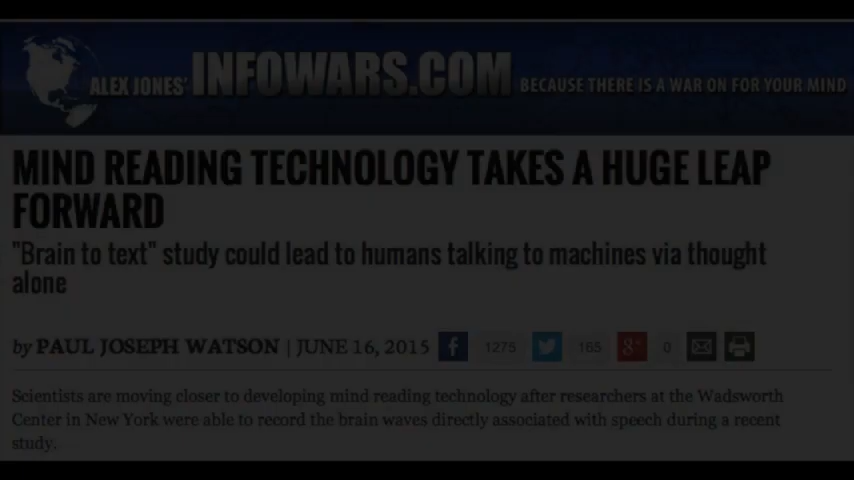 ALEX JONES' INFOWARS.COM BECAUSE THERE IS A WAR ON FOR YOUR MIND
MIND READING TECHNOLOGY TAKES A HUGE LEAP
FORWARD
"Brain to text" study could lead to humans talking to machines via thought
alone
by PAUL JOSEPH WATSON | JUNE 16, 2015 f 1275 165 g+ 0
Scientists are moving closer to developing mind reading technology after researchers at the Wadsworth
Center in New York were able to record the brain waves directly associated with speech during a recent
study.